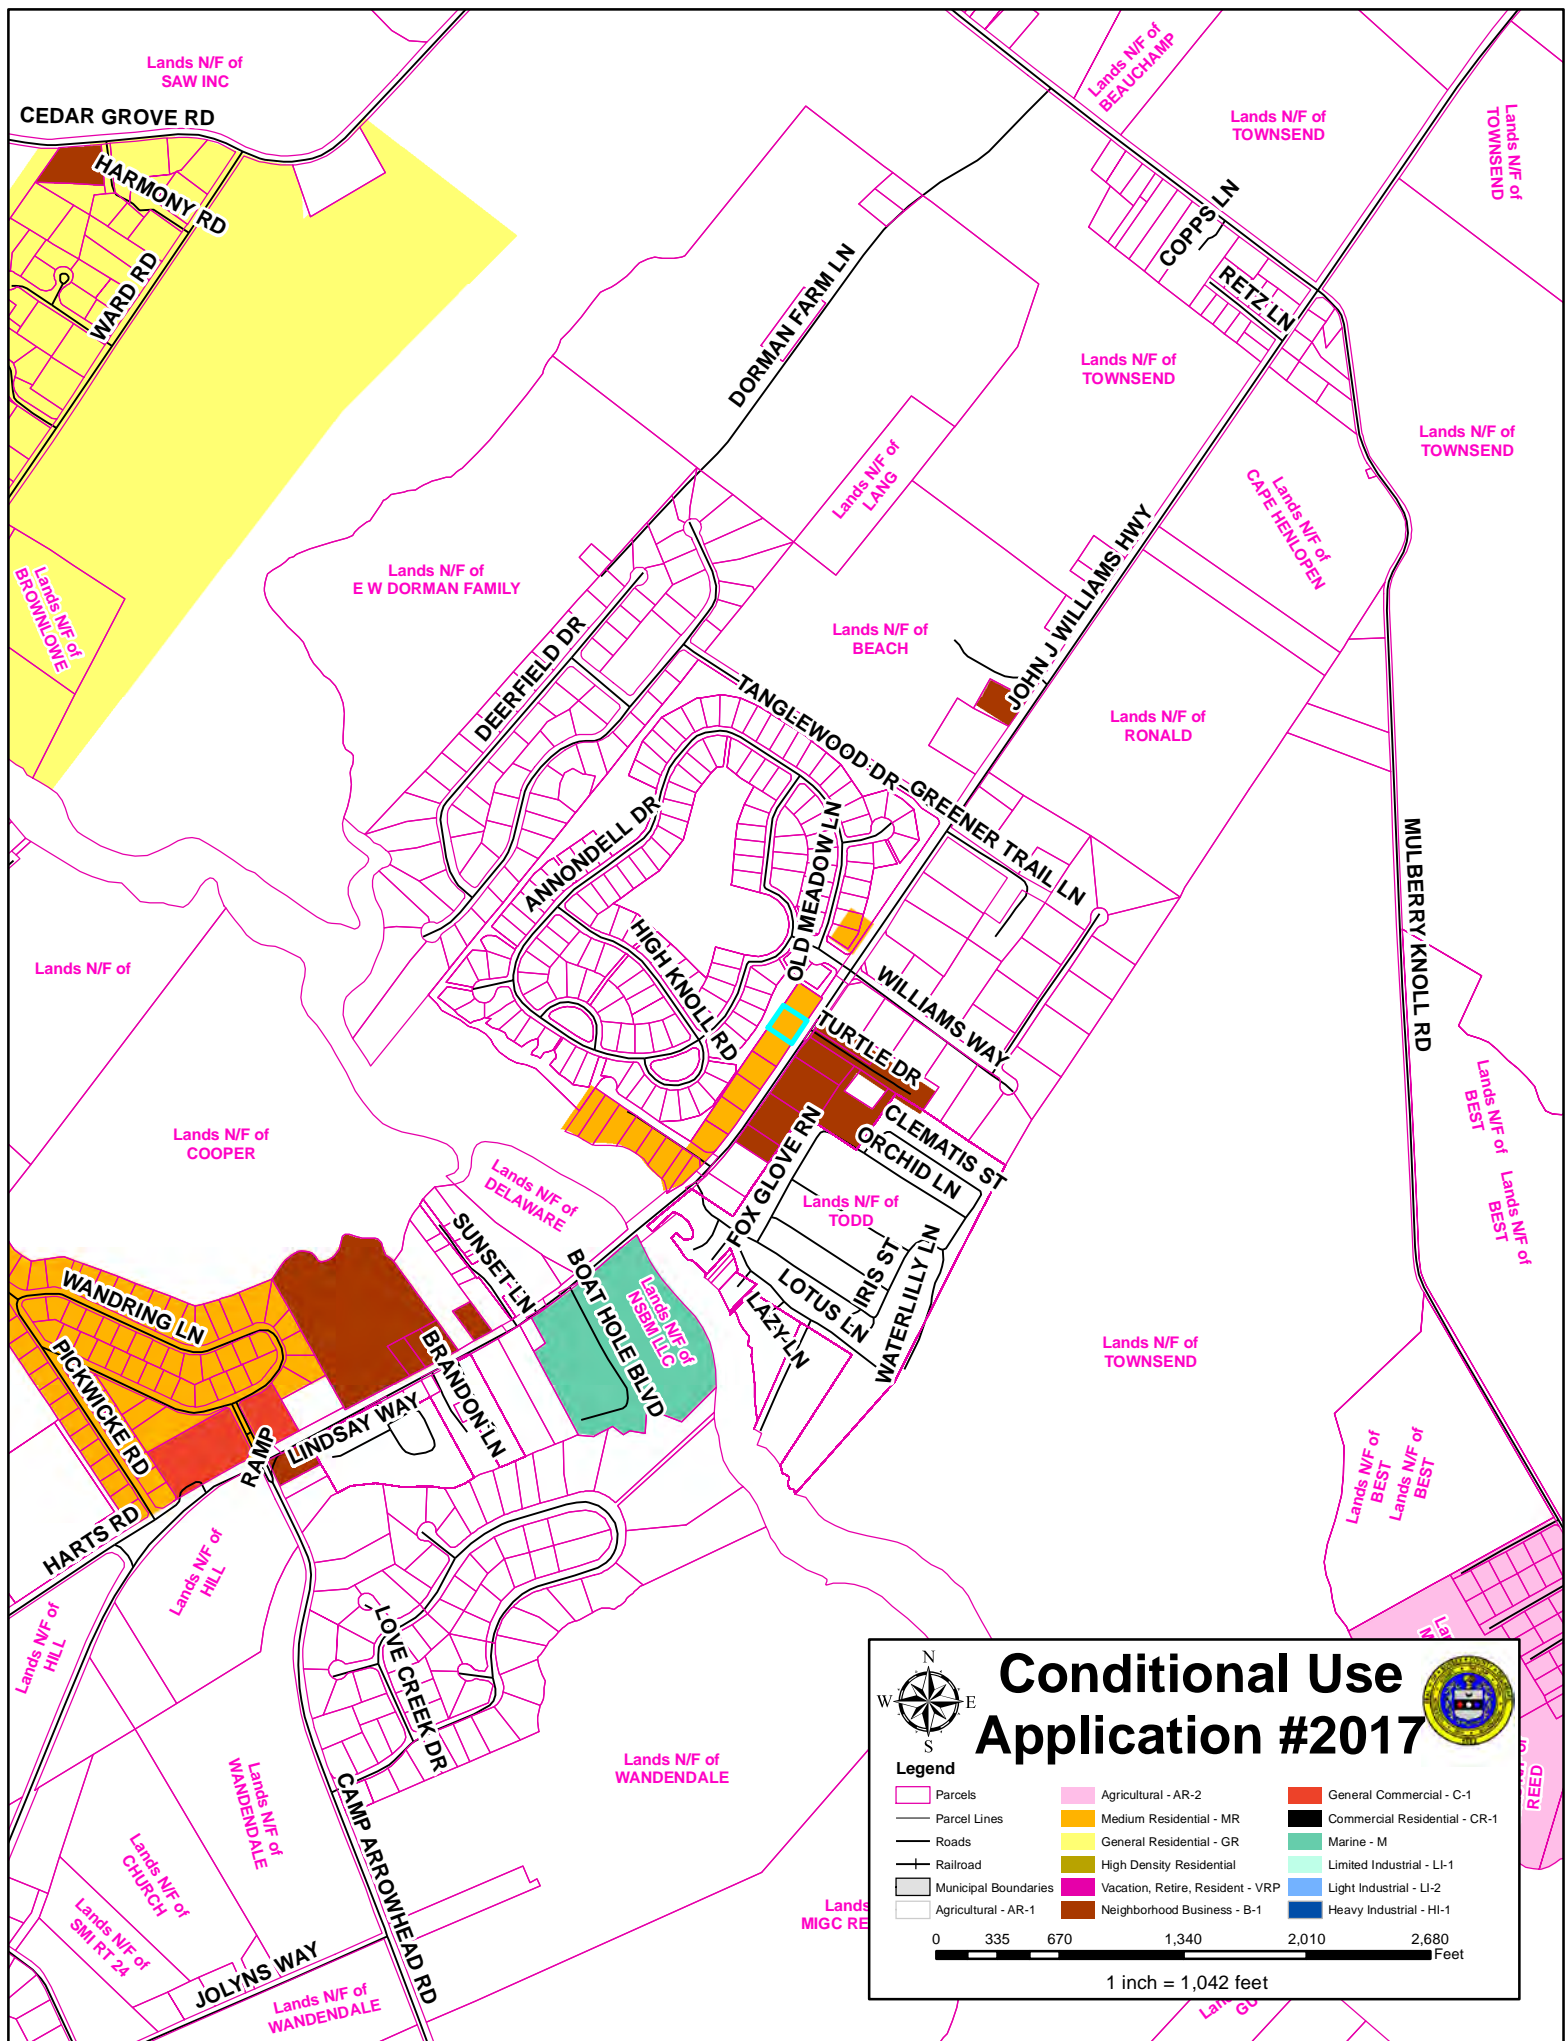 Lands N/F of
SAW INC
CEDAR GROVE RD
HARMONY RD
WARD RD
Lands N/F of
BEAUCHAMP
Lands N/F of
TOWNSEND
Lands N/F of
TOWNSEND
COPPS LN
RETZ LN
DORMAN FARM LN
Lands N/F of
TOWNSEND
Lands N/F of
TOWNSEND
Lands N/F of
LANG
Lands N/F of
CAPE HENLOPEN
Lands N/F of
BROWNLOWE
Lands N/F of
E W DORMAN FAMILY
JOHN J WILLIAMS HWY
Lands N/F of
BEACH
DEERFIELD DR
TANGLEWOOD DR
Lands N/F of
RONALD
GREENER TRAIL LN
ANNONDELL DR
OLD MEADOW LN
MULBERRY KNOLL RD
HIGH KNOLL RD
Lands N/F of
WILLIAMS WAY
TURTLE DR
CLEMATIS ST
ORCHID LN
FOX GLOVE RN
Lands N/F of
COOPER
Lands N/F of
DELAWARE
Lands N/F of
TODD
Lands N/F of
BEST
Lands N/F of
BEST
SUNSET LN
BOAT HOLE BLVD
Lands N/F of
NSBM LLC
IRIS ST
LOTUS LN
LAZY LN
WATERLILLY LN
WANDRING LN
PICKWICKE RD
BRANDON LN
LINDSAY WAY
RAMP
HARTS RD
Lands N/F of
TOWNSEND
Lands N/F of
BEST
Lands N/F of
BEST
Lands N/F of
HILL
Lands N/F of
HILL
LOVE CREEK DR
CAMP ARROWHEAD RD
Lands N/F of
WANDENDALE
Lands N/F of
WANDENDALE
Lands N/F of
CHURCH
Lands N/F of
SMI RT 24
JOLYNS WAY
Lands N/F of
WANDENDALE
Lands
MIGC RE
REED
N
W E
S
Conditional Use
Application #2017
Legend
Parcels
Parcel Lines
Roads
Railroad
Municipal Boundaries
Agricultural - AR-1
Agricultural - AR-2
Medium Residential - MR
General Residential - GR
High Density Residential
Vacation, Retire, Resident - VRP
Neighborhood Business - B-1
General Commercial - C-1
Commercial Residential - CR-1
Marine - M
Limited Industrial - LI-1
Light Industrial - LI-2
Heavy Industrial - HI-1
0 335 670 1,340 2,010 2,680
Feet
1 inch = 1,042 feet